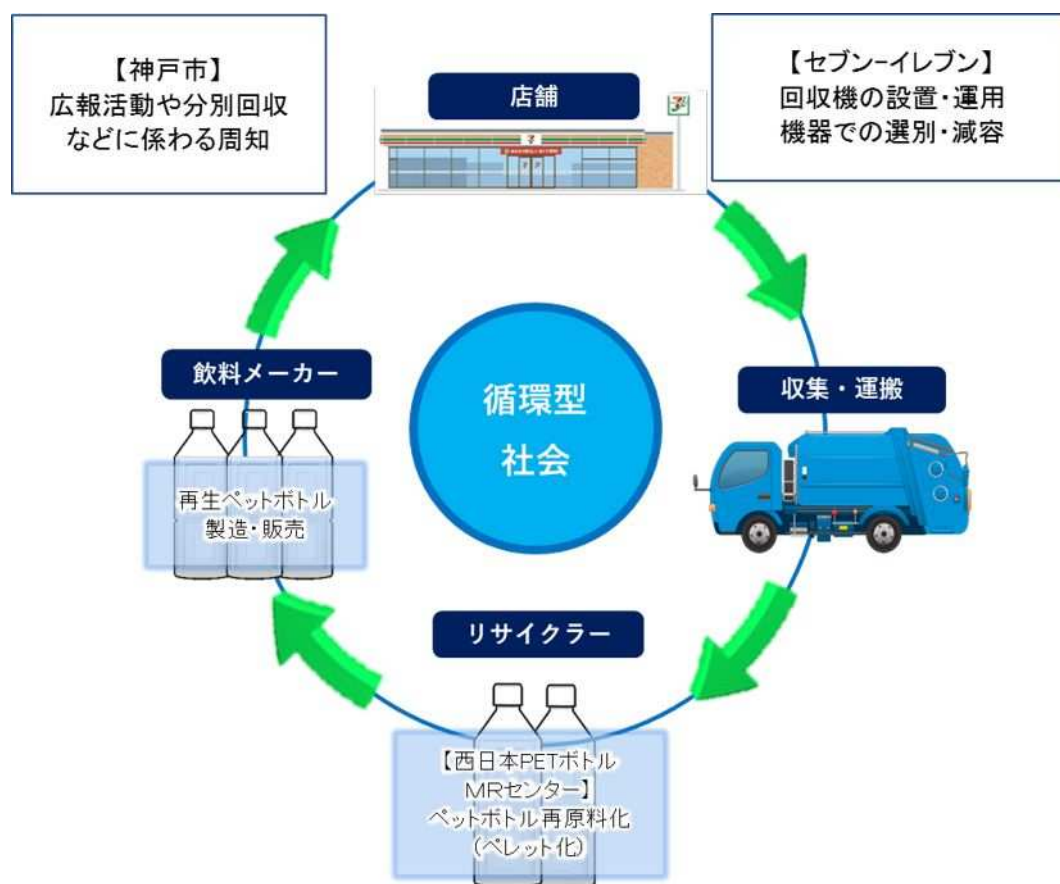 【神戸市】
広報活動や分別回収
などに係わる周知
店舗
7
【セブン-イレブン】
回収機の設置・運用
機器での選別・減容
飲料メーカー
再生ペットボトル
製造・販売
循環型
社会
収集・運搬
リサイクラー
【西日本PETボトル
MRセンター】
ペットボトル再原料化
(ペレット化)